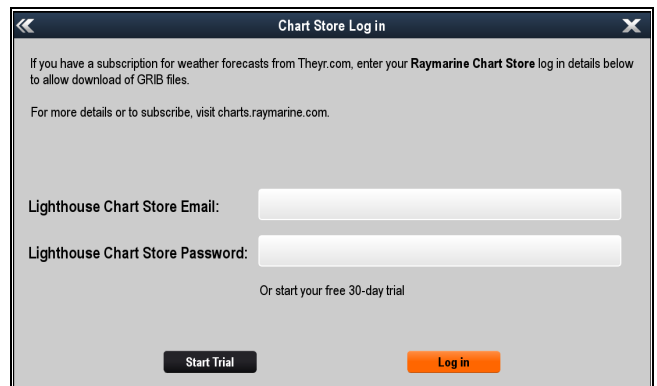 Chart Store Log in
If you have a subscription for weather forecasts from Theyr.com, enter your Raymarine Chart Store log in details below
to allow download of GRIB files.
For more details or to subscribe, visit charts.raymarine.com.
Lighthouse Chart Store Email:
Lighthouse Chart Store Password:
Or start your free 30-day trial
Start Trial
Log in